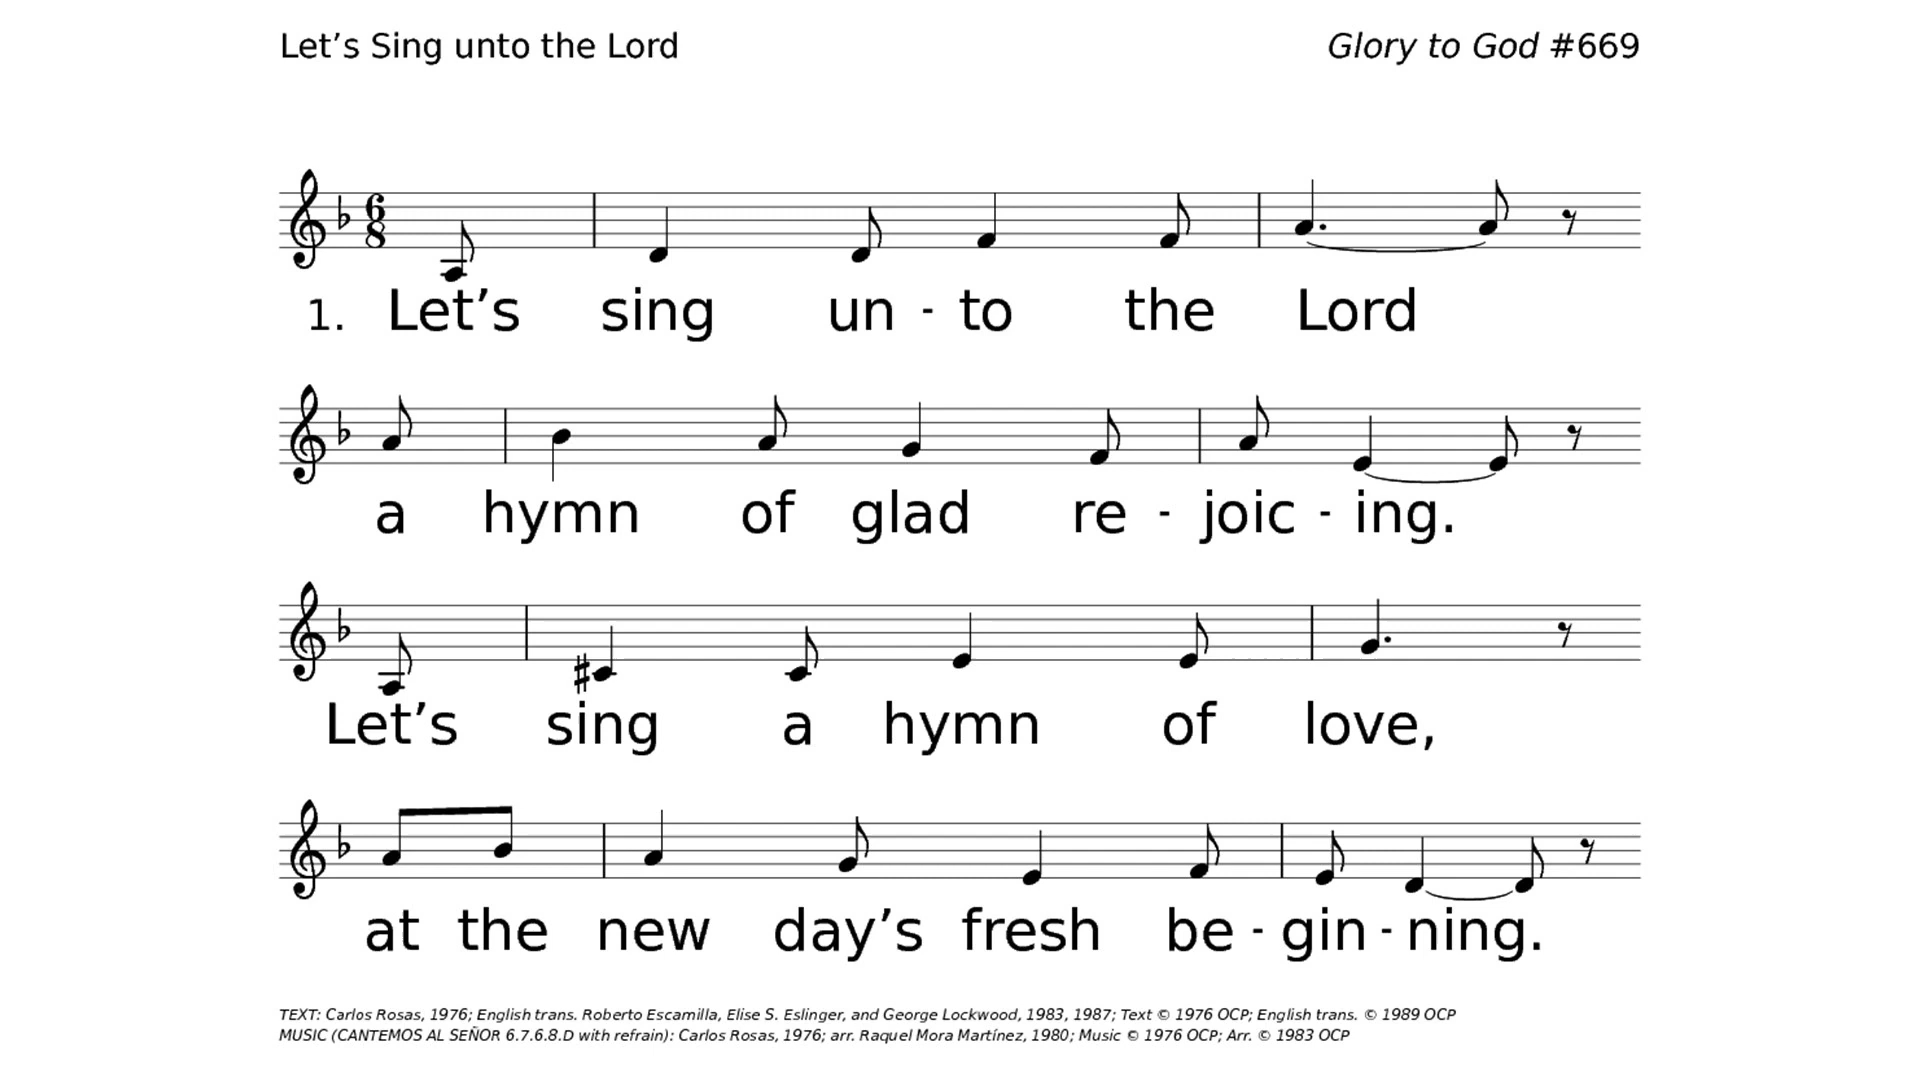 Let’s Sing unto the Lord
Glory to God #669
6
8
1. Let’s sing un - to the Lord
a hymn of glad re - joic - ing.
Let’s sing a hymn of love,
at the new day’s fresh be - gin - ning.
TEXT: Carlos Rosas, 1976; English trans. Roberto Escamilla, Elise S. Eslinger, and George Lockwood, 1983, 1987; Text © 1976 OCP; English trans. © 1989 OCP
MUSIC (CANTEMOS AL SEÑOR 6.7.6.8.D with refrain): Carlos Rosas, 1976; arr. Raquel Mora Martínez, 1980; Music © 1976 OCP; Arr. © 1983 OCP